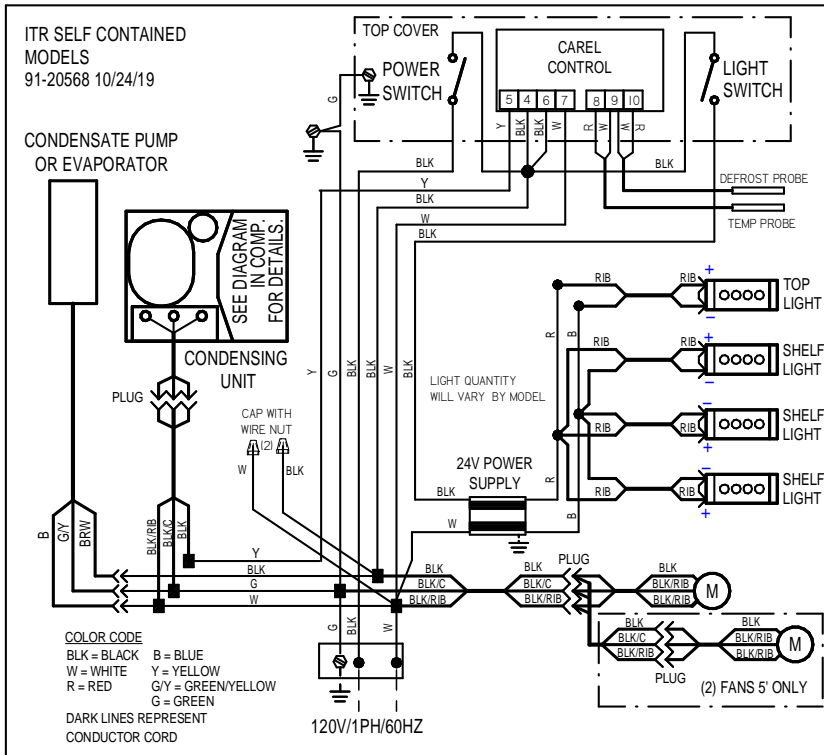 ITR SELF CONTAINED
MODELS
91-20568 10/24/19
TOP COVER
POWER
SWITCH
CAREL
CONTROL
5 4 6 7 8 9 10
LIGHT
SWITCH
G
Y
BLK
BLK
W
R
W
W
R
CONDENSATE PUMP
OR EVAPORATOR
BLK
BLK
Y
BLK
W
BLK
DEFROST PROBE
TEMP PROBE
SEE DIAGRAM
IN COMP.
FOR DETAILS.
CONDENSING
UNIT
PLUG
RIB
RIB
+
-
TOP
LIGHT
R
B
RIB
RIB
+
-
SHELF
LIGHT
RIB
RIB
-
+
SHELF
LIGHT
RIB
RIB
-
+
SHELF
LIGHT
Y
G
BLK
BLK
W
BLK
LIGHT QUANTITY
WILL VARY BY MODEL
CAP WITH
WIRE NUT
(2)
W
BLK
24V POWER
SUPPLY
BLK
W
R
B
B
G/Y
BRW
BLK/RIB
BLK/C
BLK
Y
BLK
G
W
BLK
BLK/C
BLK/RIB
BLK
BLK/C
BLK/RIB
PLUG
BLK
BLK/RIB
BLK/RIB
M
BLK
BLK/C
BLK/RIB
PLUG
BLK
BLK/RIB
BLK/RIB
M
(2) FANS 5' ONLY
G
BLK
W
120V/1PH/60HZ
COLOR CODE
BLK = BLACK B = BLUE
W = WHITE Y = YELLOW
R = RED G/Y = GREEN/YELLOW
G = GREEN
DARK LINES REPRESENT
CONDUCTOR CORD